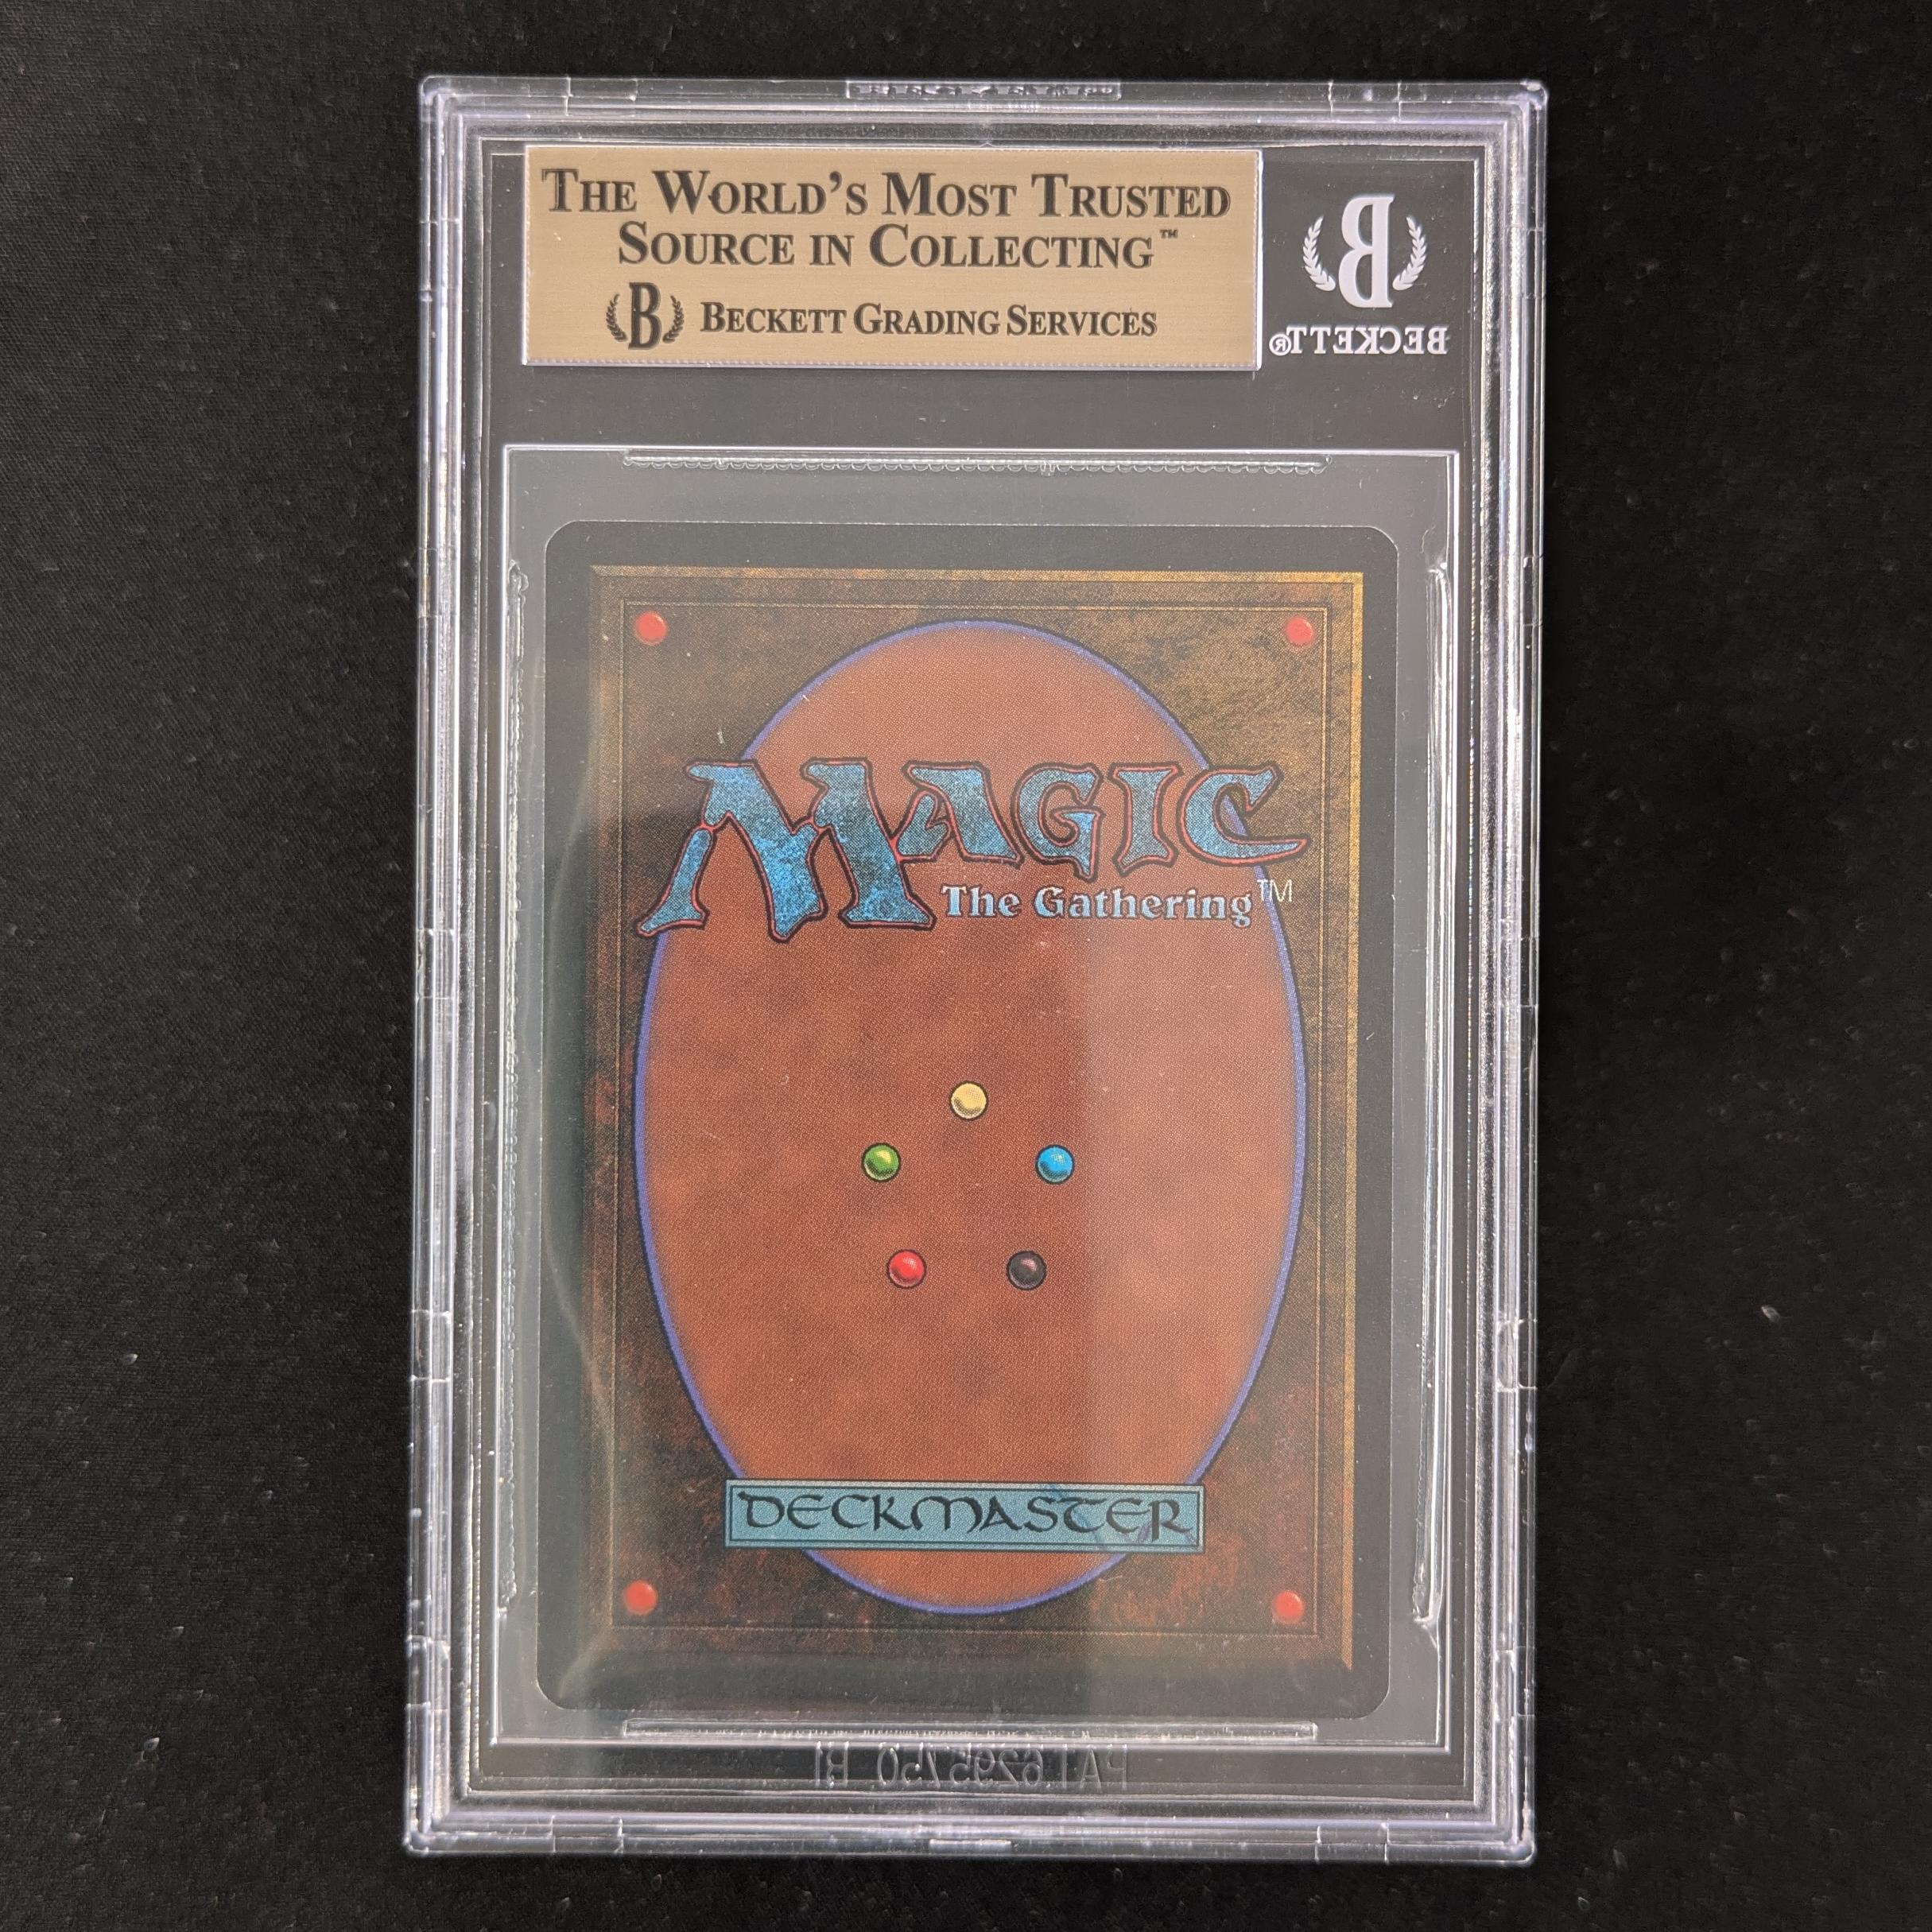 THE WORLD'S MOST TRUSTED
SOURCE IN COLLECTING™
B BECKETT GRADING SERVICES
B
BECKETT®
MAGIC
The Gathering™
DECKMASTER